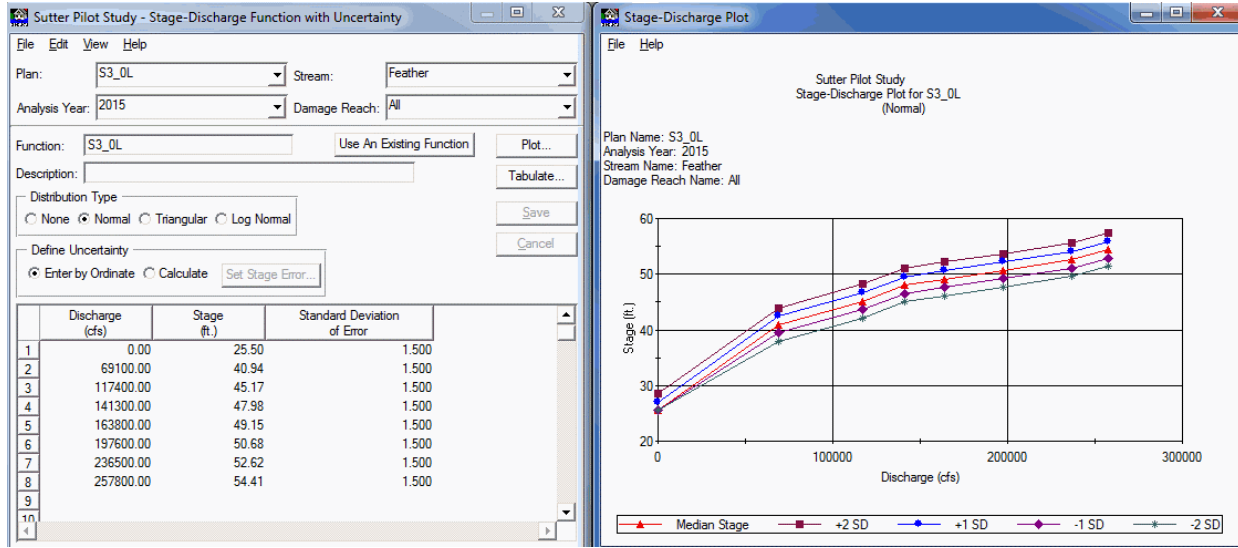 Sutter Pilot Study - Stage-Discharge Function with Uncertainty
File Edit View Help
Plan: S3_0L Stream: Feather
Analysis Year: 2015 Damage Reach: All
Function: S3_0L Use An Existing Function Plot...
Description: Tabulate...
Distribution Type
None Normal Triangular Log Normal Save
Define Uncertainty Cancel
Enter by Ordinate Calculate Set Stage Error...
Discharge Stage Standard Deviation
(cfs) (ft.) of Error
1 0.00 25.50 1.500
2 69100.00 40.94 1.500
3 117400.00 45.17 1.500
4 141300.00 47.98 1.500
5 163800.00 49.15 1.500
6 197600.00 50.68 1.500
7 236500.00 52.62 1.500
8 257800.00 54.41 1.500
9
10
Stage-Discharge Plot
File Help
Sutter Pilot Study
Stage-Discharge Plot for S3_0L
(Normal)
Plan Name: S3_0L
Analysis Year: 2015
Stream Name: Feather
Damage Reach Name: All
60
50
40
30
20
Stage (ft.)
0 100000 200000 300000
Discharge (cfs)
Median Stage +2 SD +1 SD -1 SD -2 SD